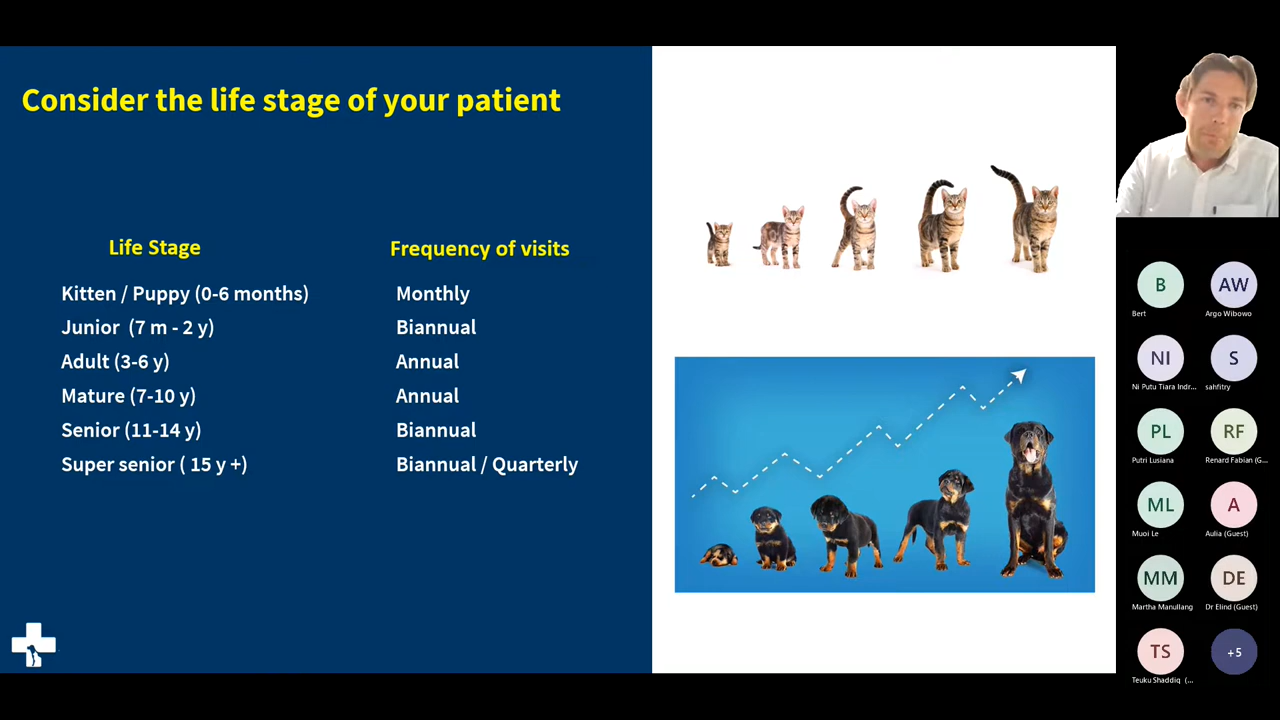 Consider the life stage of your patient
Life Stage
Frequency of visits
Kitten / Puppy (0-6 months)
Monthly
Junior (7 m - 2 y)
Biannual
Adult (3-6 y)
Annual
Mature (7-10 y)
Annual
Senior (11-14 y)
Biannual
Super senior ( 15 y +)
Biannual / Quarterly
B
AW
Bert
Argo Wibowo
NI
S
Ni Putu Tiara Indr...
sahfitry
PL
RF
Putri Lusiana
Renard Fabian (G...
ML
A
Muoi Le
Aulia (Guest)
MM
DE
Martha Manullang
Dr Elind (Guest)
TS
+5
Teuku Shaddiq (...